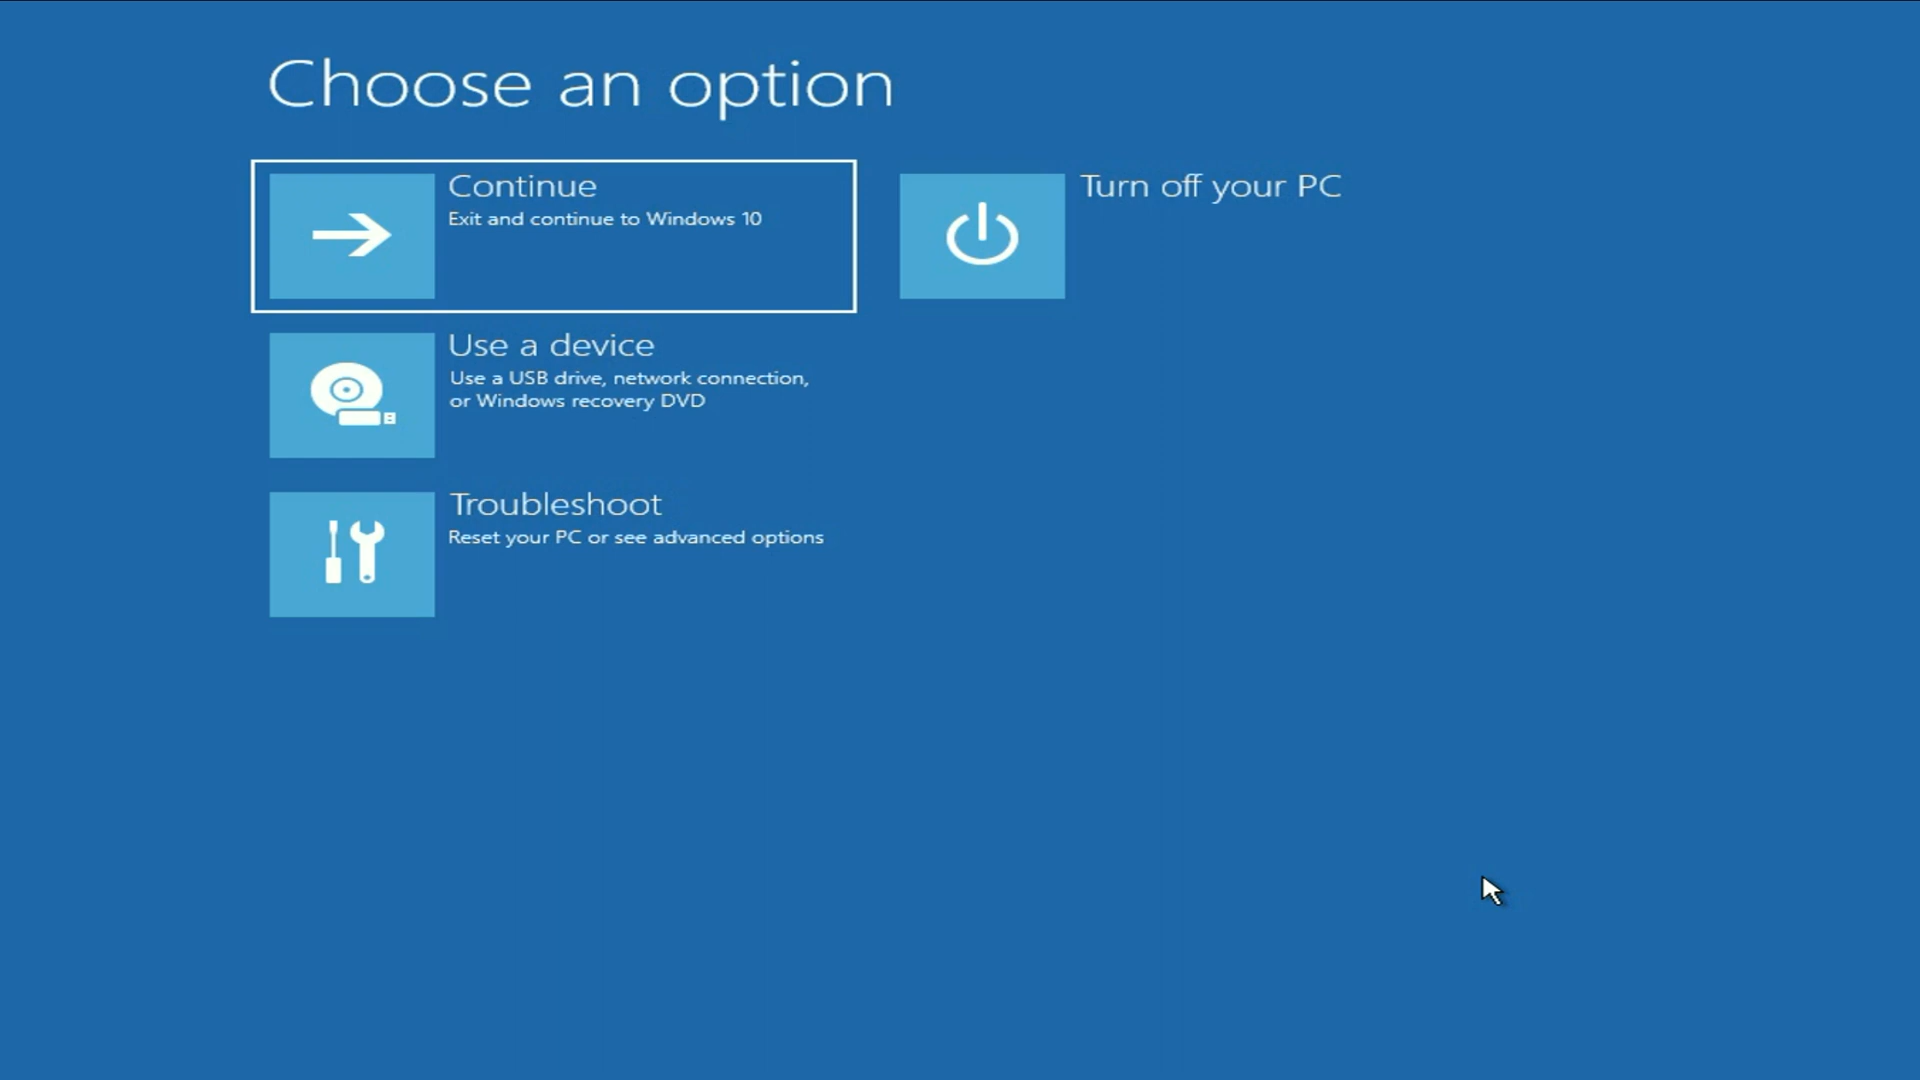 Choose an option
Continue
Exit and continue to Windows 10
Turn off your PC
Use a device
Use a USB drive, network connection,
or Windows recovery DVD
Troubleshoot
Reset your PC or see advanced options